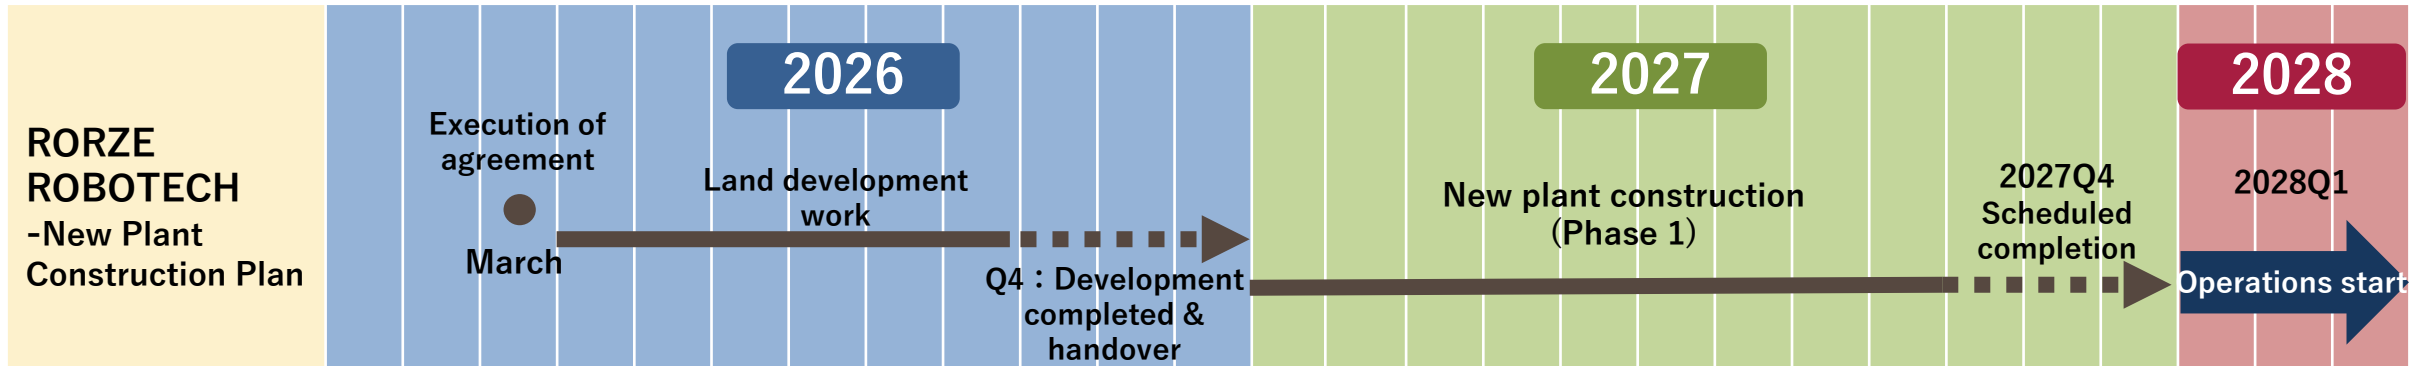 RORZE
ROBOTECH
-New Plant
Construction Plan
2026
Execution of
agreement
March
Land development
work
Q4：Development
completed &
handover
2027
New plant construction
(Phase 1)
2027Q4
Scheduled
completion
2028
2028Q1
Operations start